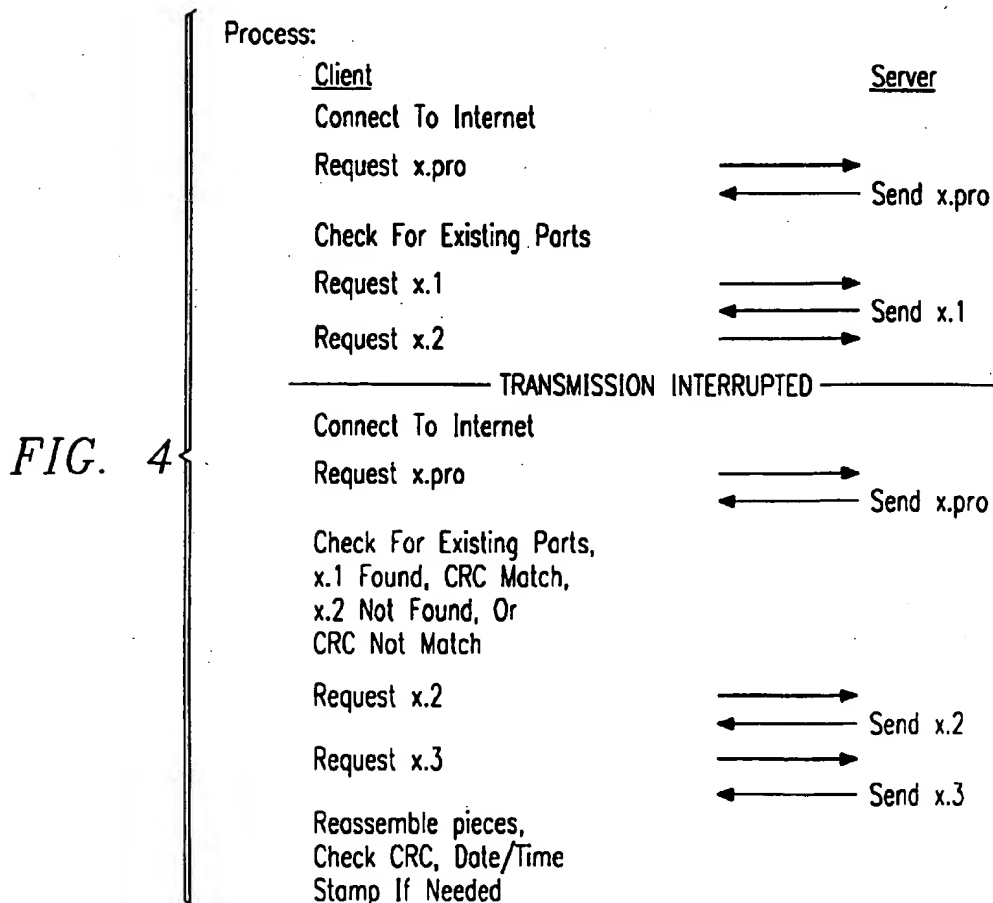 Process:
Client Server
Connect To Internet
Request x.pro
Send x.pro
Check For Existing Parts
Request x.1
Send x.1
Request x.2
TRANSMISSION INTERRUPTED
Connect To Internet
FIG. 4
Request x.pro
Send x.pro
Check For Existing Parts,
x.1 Found, CRC Match,
x.2 Not Found, Or
CRC Not Match
Request x.2
Send x.2
Request x.3
Send x.3
Reassemble pieces,
Check CRC, Date/Time
Stamp If Needed